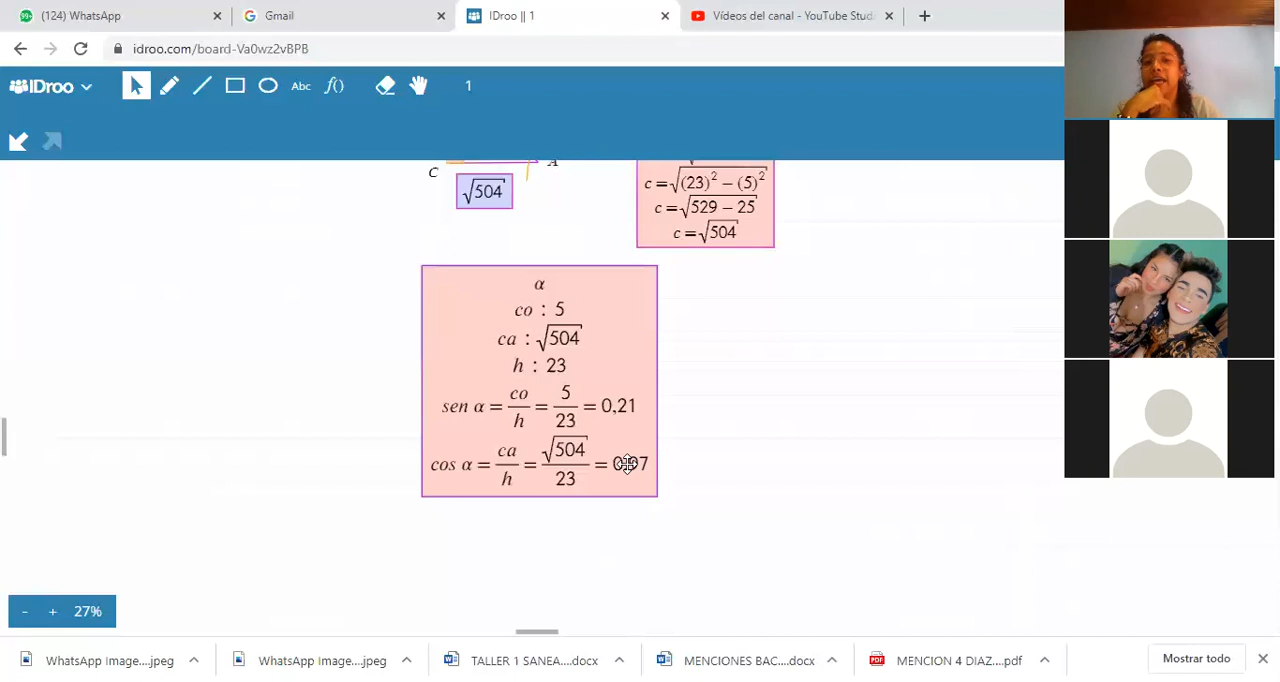 (124) WhatsApp
Gmail
IDroo || 1
Vídeos del canal - YouTube Stud
idroo.com/board-Va0wz2vBPB
IDroo
Abc
f()
1
C
A
√504
c = √(23)² − (5)²
c = √529 − 25
c = √504
α
co : 5
ca : √504
h : 23
sen α = co/h = 5/23 = 0,21
cos α = ca/h = √504/23 =
- + 27%
WhatsApp Image....jpeg
WhatsApp Image....jpeg
TALLER 1 SANEA....docx
MENCIONES BAC....docx
MENCION 4 DIAZ....pdf
Mostrar todo